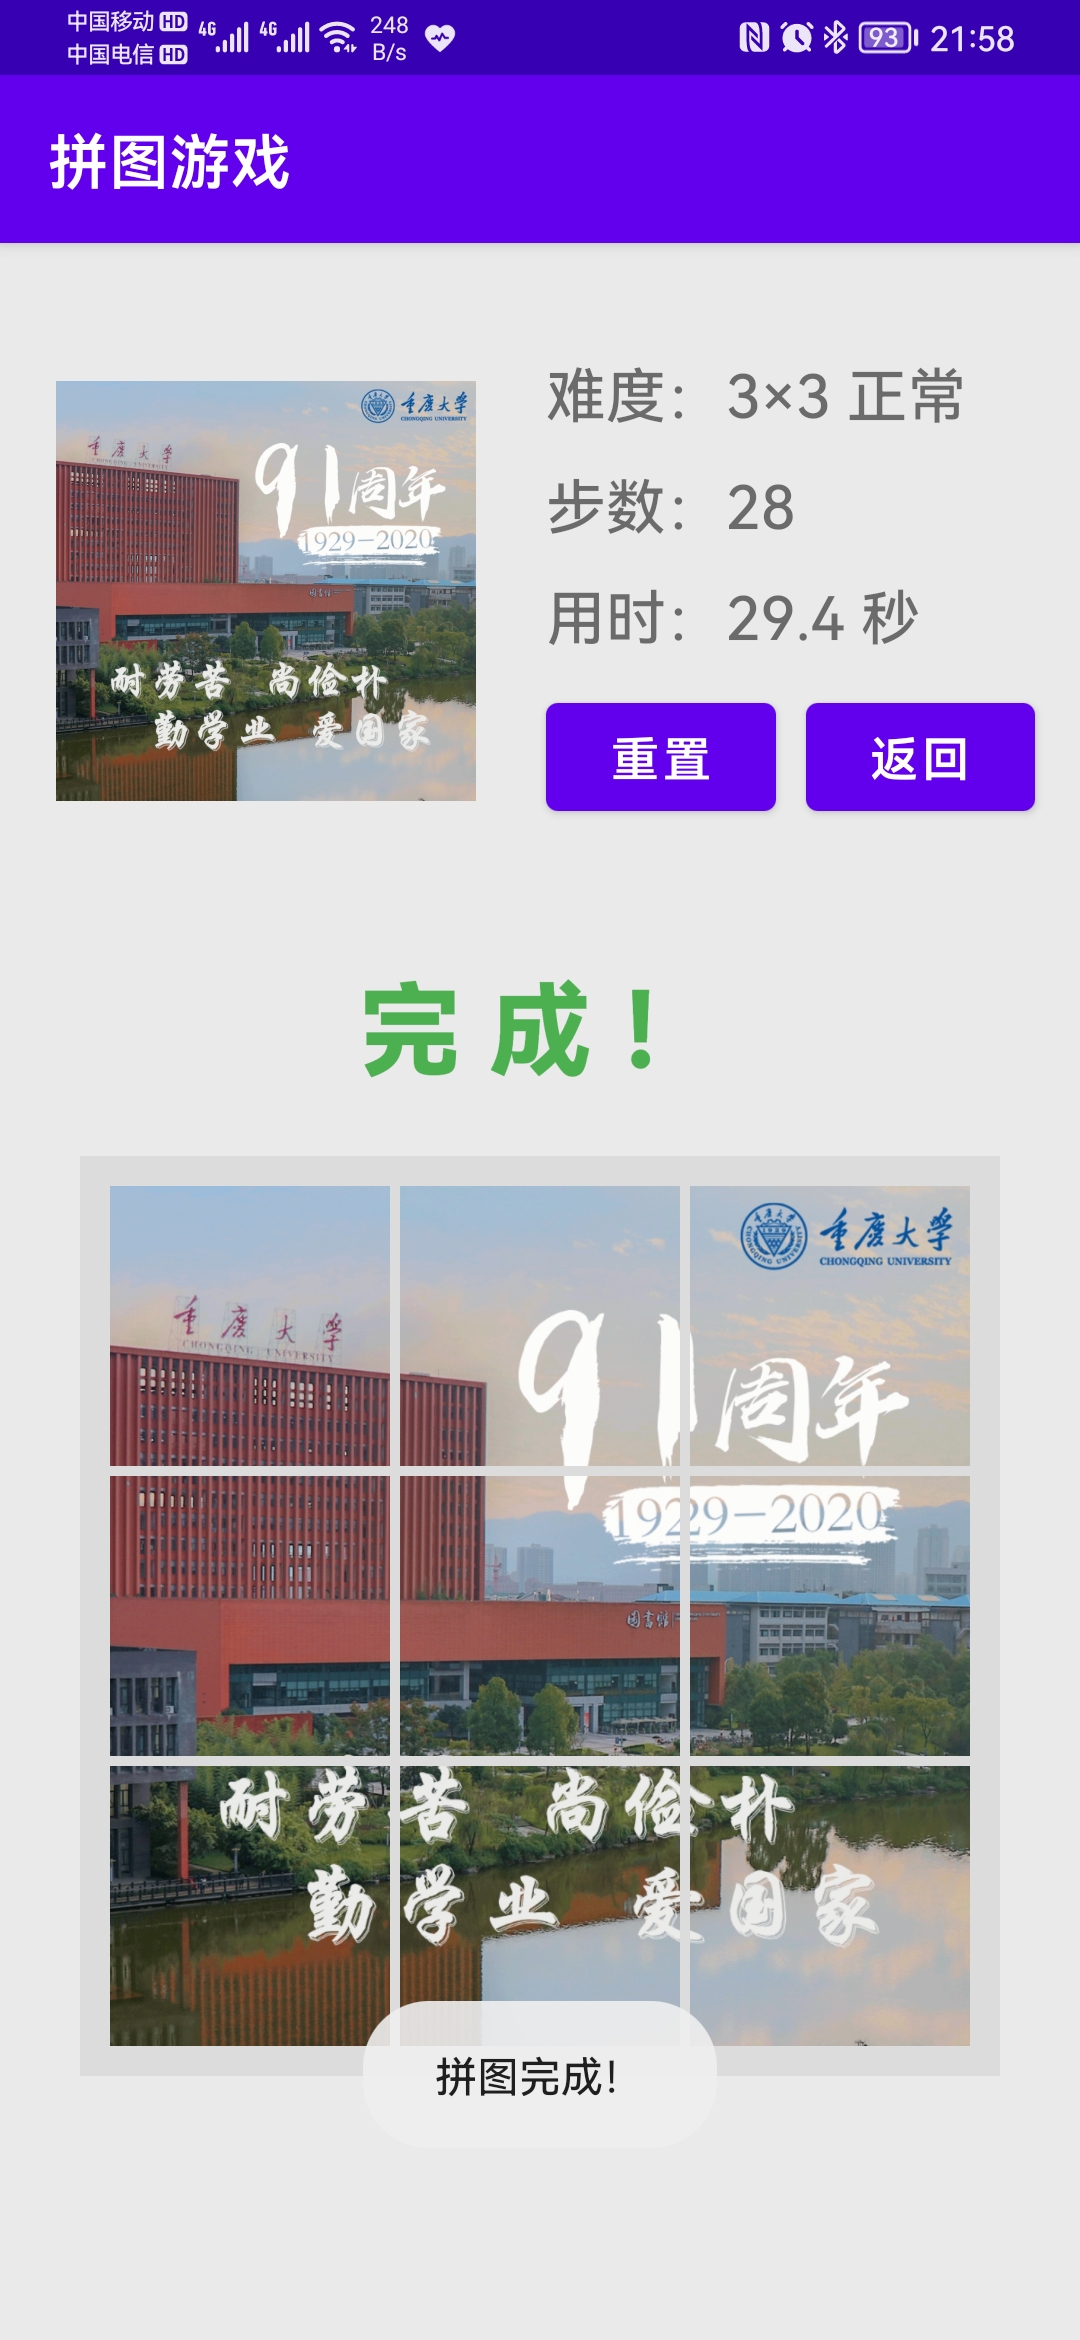 中国移动 HD 4G 4G 248 B/s 93 21:58
中国电信 HD
拼图游戏
重庆大学
CHONGQING UNIVERSITY
重庆大学
91周年
1929-2020
图书馆
耐劳苦 尚俭朴
勤学业 爱国家
难度： 3×3 正常
步数： 28
用时： 29.4 秒
重置 返回
完成！
重庆大学
CHONGQING UNIVERSITY
重庆大学
CHONGQING UNIVERSITY
91周年
1929-2020
图书馆
耐劳苦 尚俭朴
勤学业 爱国家
拼图完成！